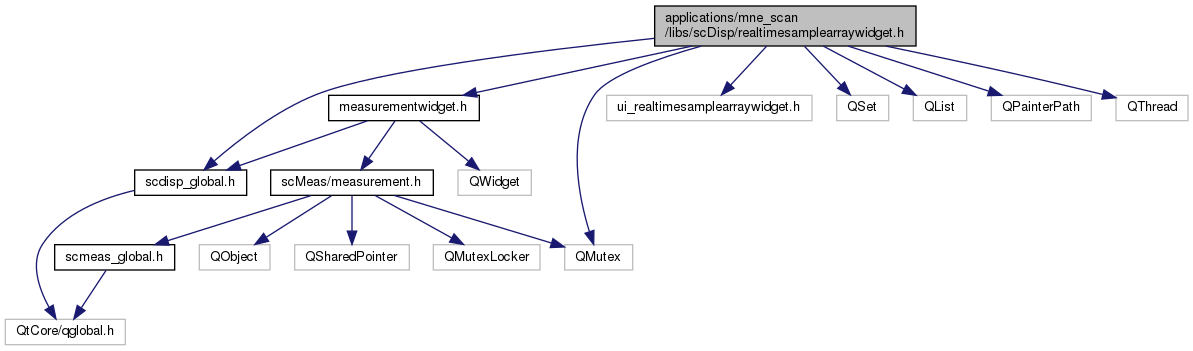 applications/mne_scan
/libs/scDisp/realtimesamplearraywidget.h
measurementwidget.h
ui_realtimesamplearraywidget.h
QSet
QList
QPainterPath
QThread
scdisp_global.h
scMeas/measurement.h
QWidget
scmeas_global.h
QObject
QSharedPointer
QMutexLocker
QMutex
QtCore/qglobal.h